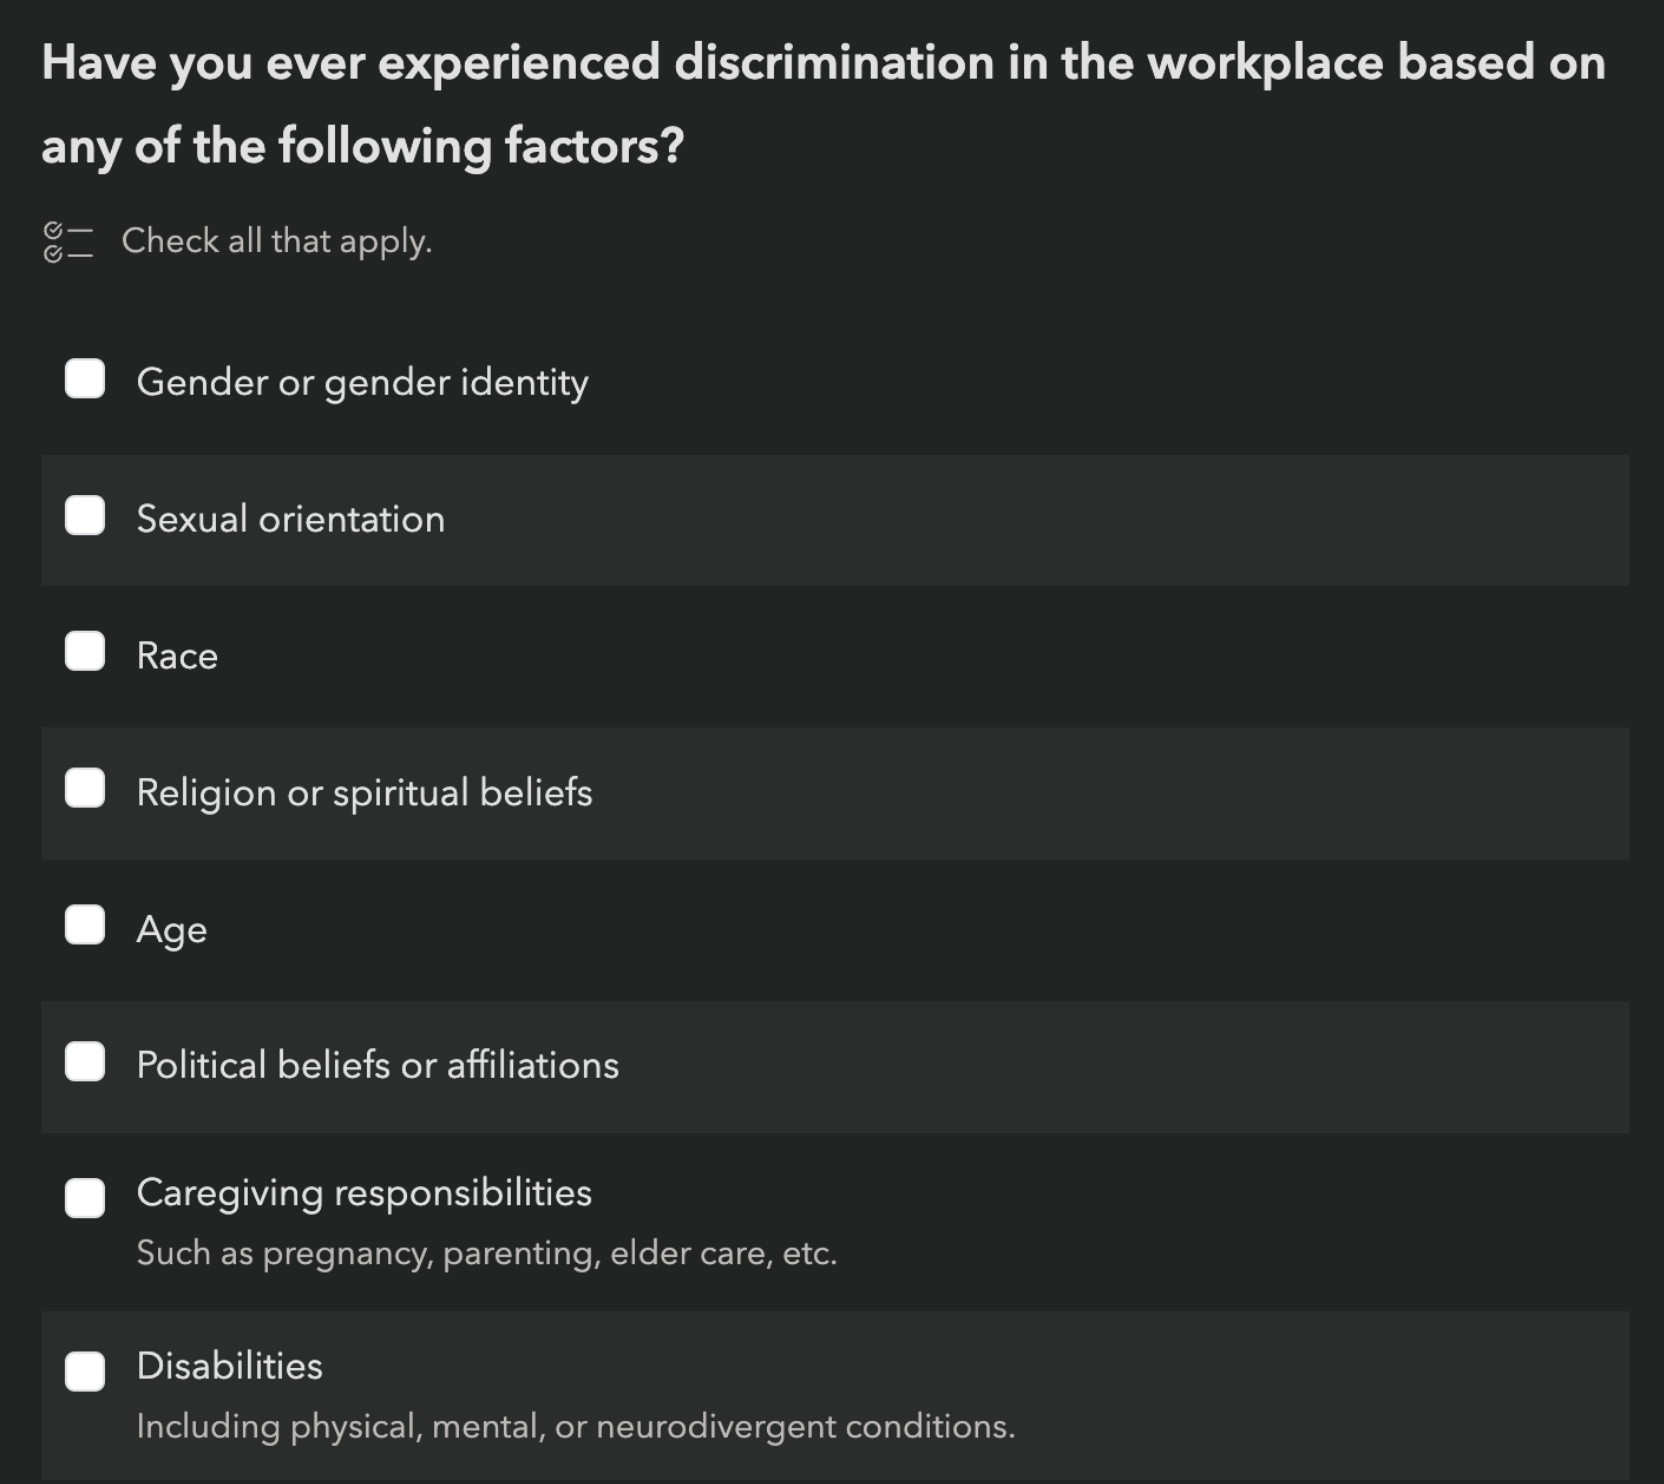 Have you ever experienced discrimination in the workplace based on
any of the following factors?
Check all that apply.
Gender or gender identity
Sexual orientation
Race
Religion or spiritual beliefs
Age
Political beliefs or affiliations
Caregiving responsibilities
Such as pregnancy, parenting, elder care, etc.
Disabilities
Including physical, mental, or neurodivergent conditions.